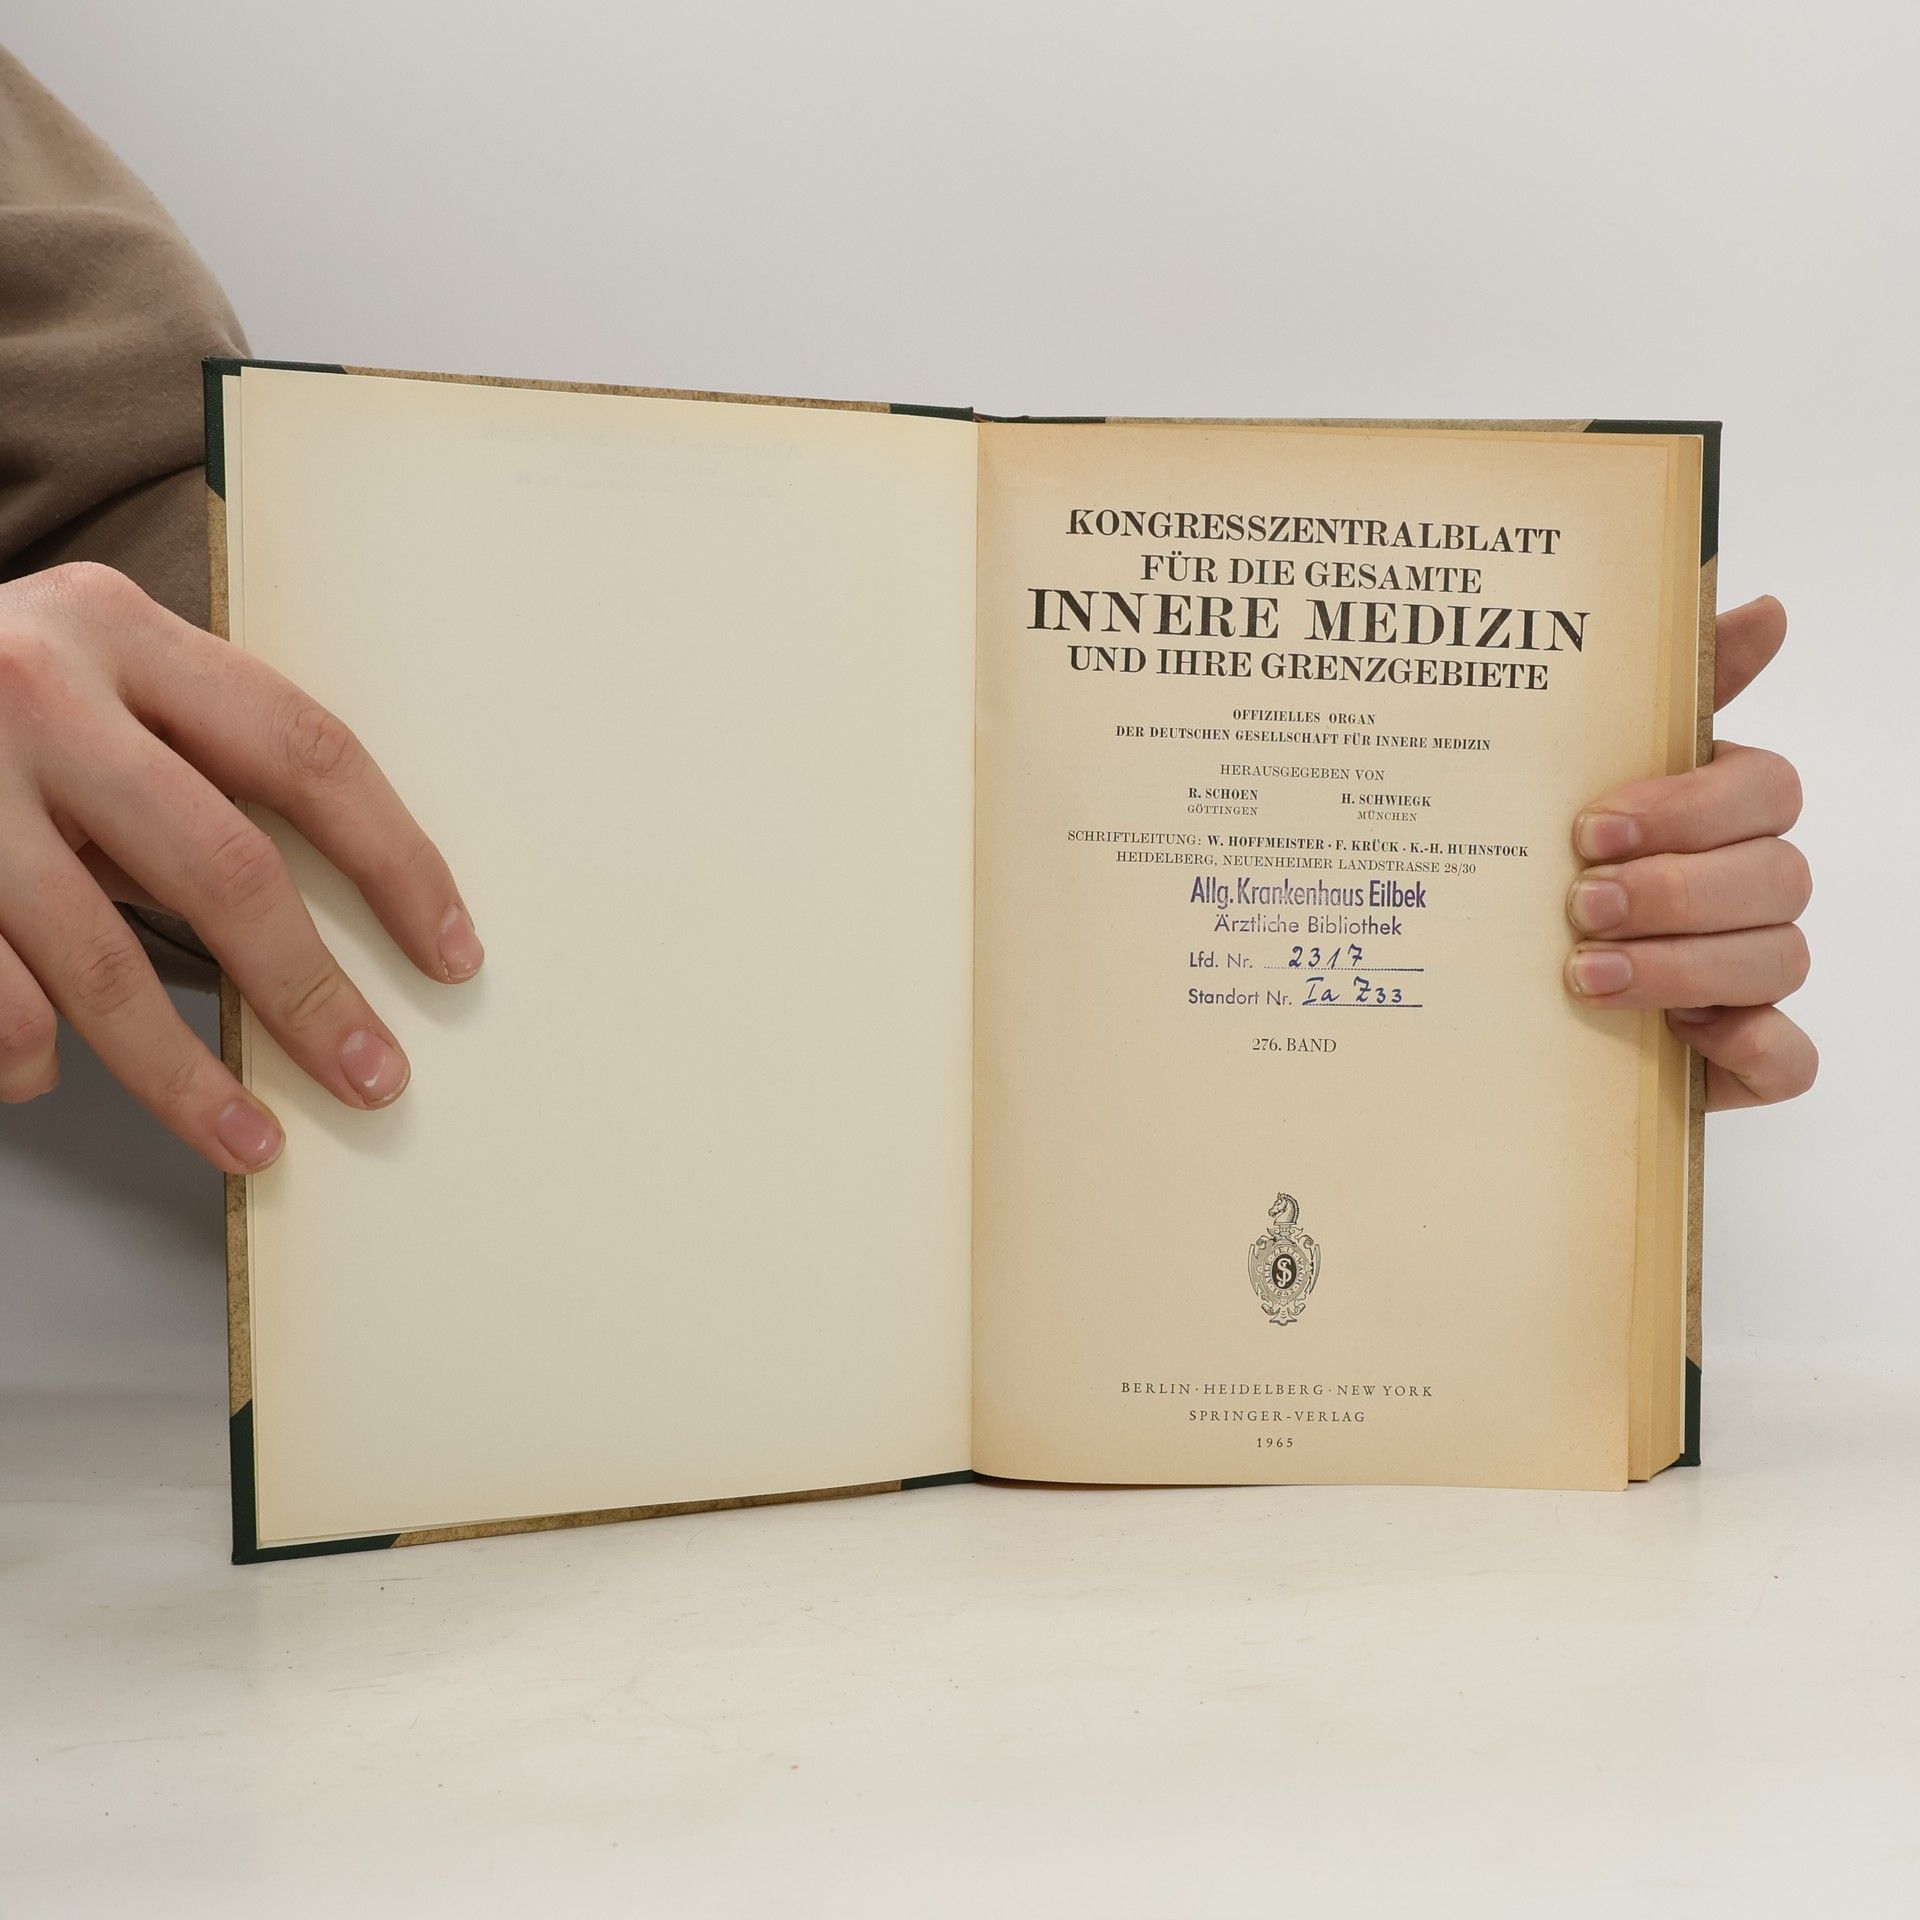 KONGRESSZENTRALBLATT
FÜR DIE GESAMTE
INNERE MEDIZIN
UND IHRE GRENZGEBIETE
OFFIZIELLES ORGAN
DER DEUTSCHEN GESELLSCHAFT FÜR INNERE MEDIZIN
HERAUSGEGEBEN VON
R. SCHOEN H. SCHWIEGK
GÖTTINGEN MÜNCHEN
SCHRIFTLEITUNG: W. HOFFMEISTER · F. KRÜCK · K.-H. HUHNSTOCK
HEIDELBERG, NEUENHEIMER LANDSTRASSE 28/30
Allg. Krankenhaus Eilbek
Ärztliche Bibliothek
Lfd. Nr. 2317
Standort Nr. Ia Z33
276. BAND
BERLIN · HEIDELBERG · NEW YORK
SPRINGER-VERLAG
1965